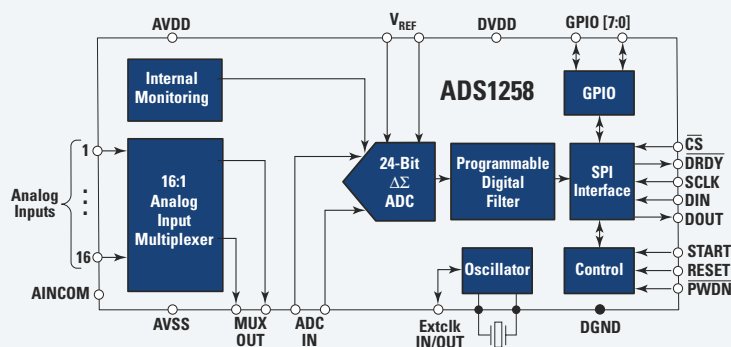 AVDD
VREF
DVDD
GPIO [7:0]
Internal
Monitoring
ADS1258
GPIO
1
Analog
Inputs
16
16:1
Analog
Input
Multiplexer
24-Bit
ΔΣ
ADC
Programmable
Digital
Filter
SPI
Interface
CS
DRDY
SCLK
DIN
DOUT
Oscillator
Control
START
RESET
PWDN
AINCOM
AVSS
MUX
OUT
ADC
IN
Extclk
IN/OUT
DGND